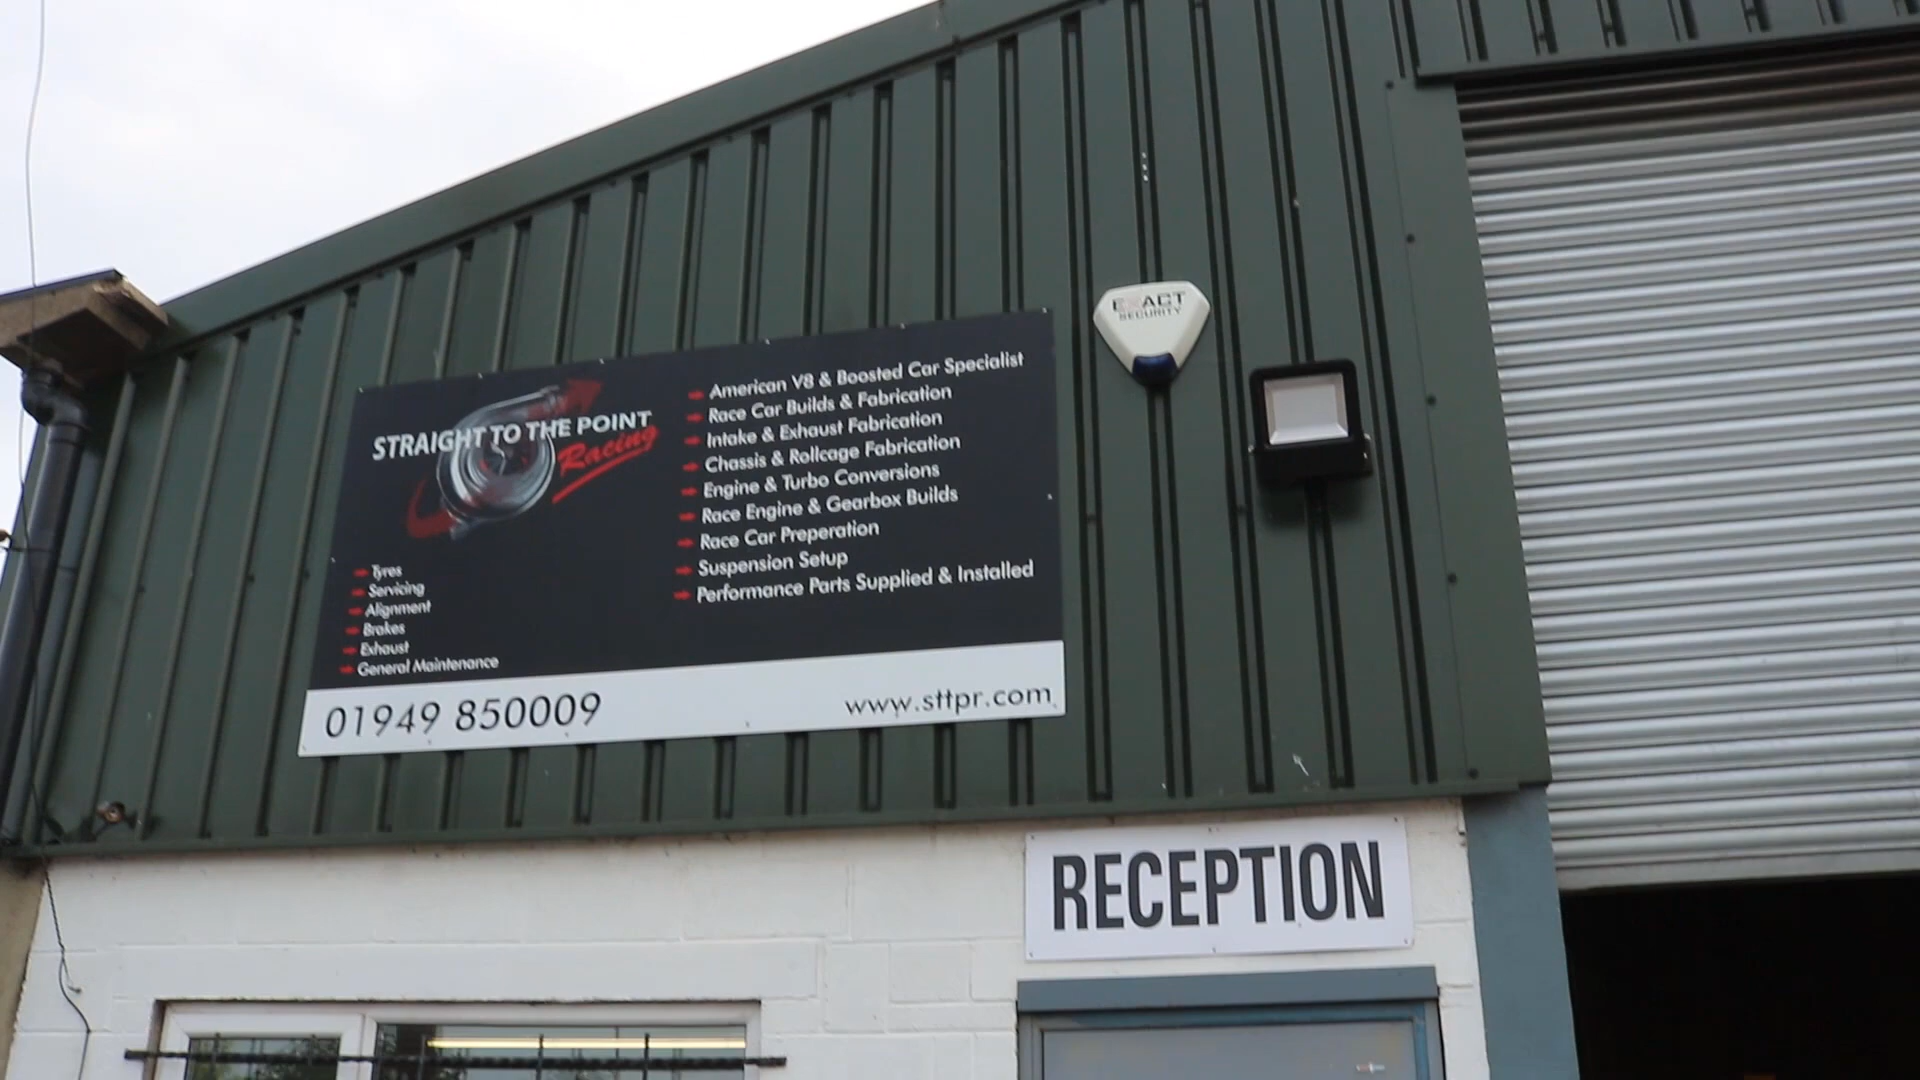 STRAIGHT TO THE POINT
Racing
Tyres
Servicing
Alignment
Brakes
Exhaust
General Maintenance
American V8 & Boosted Car Specialist
Race Car Builds & Fabrication
Intake & Exhaust Fabrication
Chassis & Rollcage Fabrication
Engine & Turbo Conversions
Race Engine & Gearbox Builds
Race Car Preperation
Suspension Setup
Performance Parts Supplied & Installed
01949 850009
www.sttpr.com
EXACT
SECURITY
RECEPTION